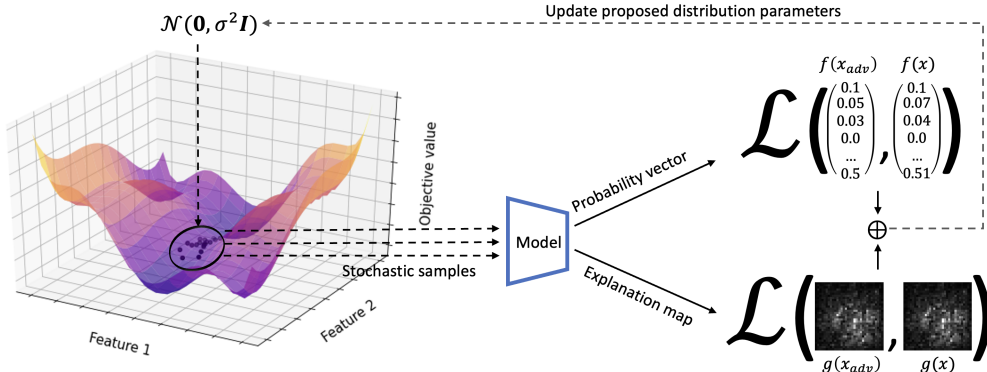 Update proposed distribution parameters
𝒩(𝟎, σ²𝑰)
Objective value
Feature 1
Feature 2
Stochastic samples
Model
Probability vector
Explanation map
f(x_adv) f(x)
ℒ ( 0.1 0.05 0.03 0.0 ... 0.5 , 0.1 0.07 0.04 0.0 ... 0.51 )
⊕
ℒ ( , )
g(x_adv) g(x)